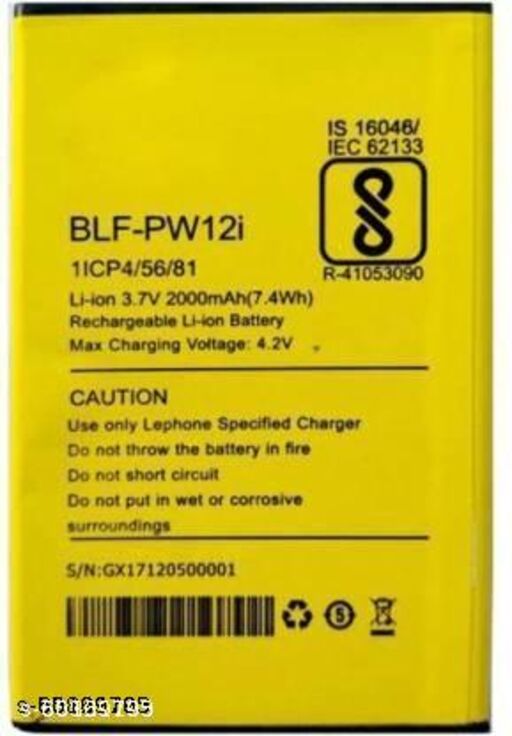 IS 16046/
IEC 62133
R-41053090
BLF-PW12i
1ICP4/56/81
Li-ion 3.7V 2000mAh(7.4Wh)
Rechargeable Li-ion Battery
Max Charging Voltage: 4.2V
CAUTION
Use only Lephone Specified Charger
Do not throw the battery in fire
Do not short circuit
Do not put in wet or corrosive
surroundings
S/N:GX17120500001
5